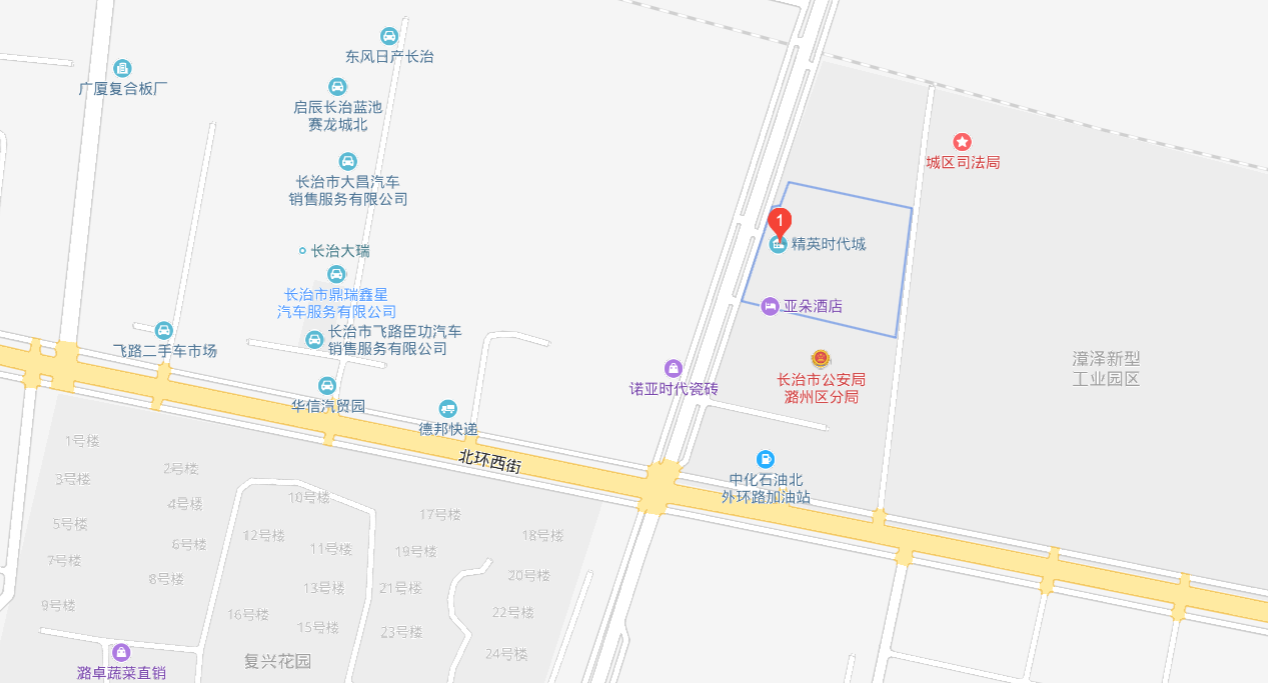 东风日产长治
广厦复合板厂
启辰长治蓝池
赛龙城北
城区司法局
长治市大昌汽车
销售服务有限公司
1
精英时代城
长治大瑞
长治市鼎瑞鑫星
汽车服务有限公司
亚朵酒店
长治市飞路臣功汽车
销售服务有限公司
飞路二手车市场
漳泽新型
工业园区
诺亚时代瓷砖
长治市公安局
潞州区分局
华信汽贸园
德邦快递
北环西街
1号楼
2号楼
3号楼
中化石油北
外环路加油站
4号楼
10号楼
5号楼
17号楼
12号楼
18号楼
6号楼
11号楼
19号楼
7号楼
8号楼
20号楼
13号楼
21号楼
9号楼
16号楼
22号楼
15号楼
23号楼
24号楼
复兴花园
潞卓蔬菜直销